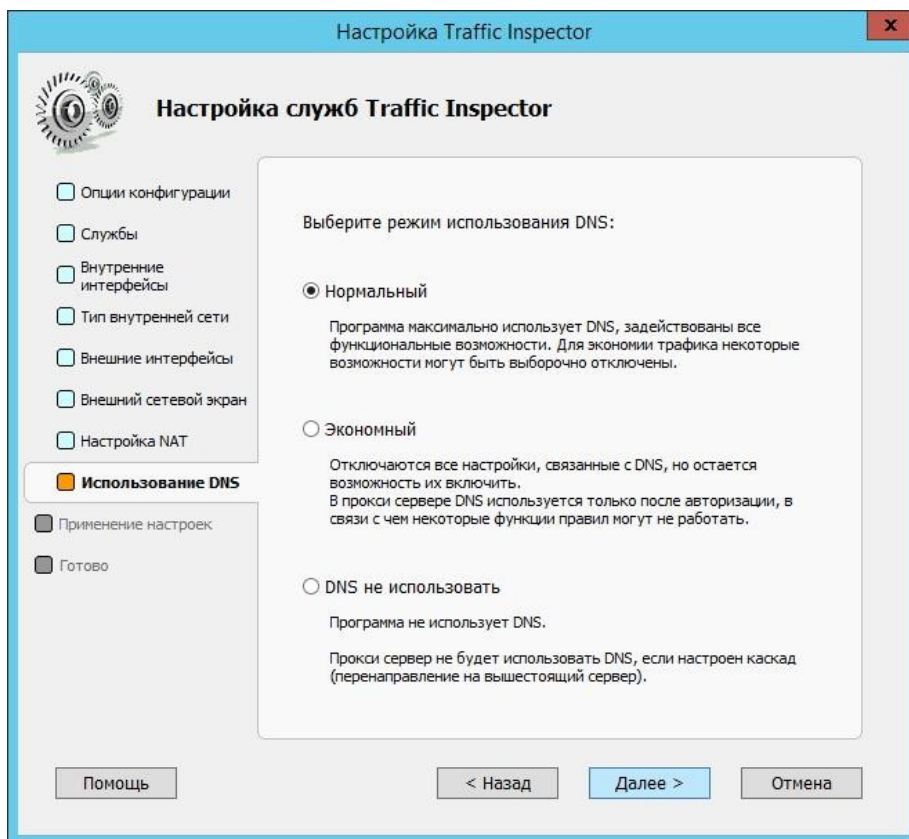 Настройка Traffic Inspector
x
Настройка служб Traffic Inspector
Опции конфигурации
Службы
Внутренние
интерфейсы
Тип внутренней сети
Внешние интерфейсы
Внешний сетевой экран
Настройка NAT
Использование DNS
Применение настроек
Готово
Выберите режим использования DNS:
Нормальный
Программа максимально использует DNS, задействованы все
функциональные возможности. Для экономии трафика некоторые
возможности могут быть выборочно отключены.
Экономный
Отключаются все настройки, связанные с DNS, но остается
возможность их включить.
В прокси сервере DNS используется только после авторизации, в
связи с чем некоторые функции правил могут не работать.
DNS не использовать
Программа не использует DNS.
Прокси сервер не будет использовать DNS, если настроен каскад
(перенаправление на вышестоящий сервер).
Помощь
< Назад
Далее >
Отмена